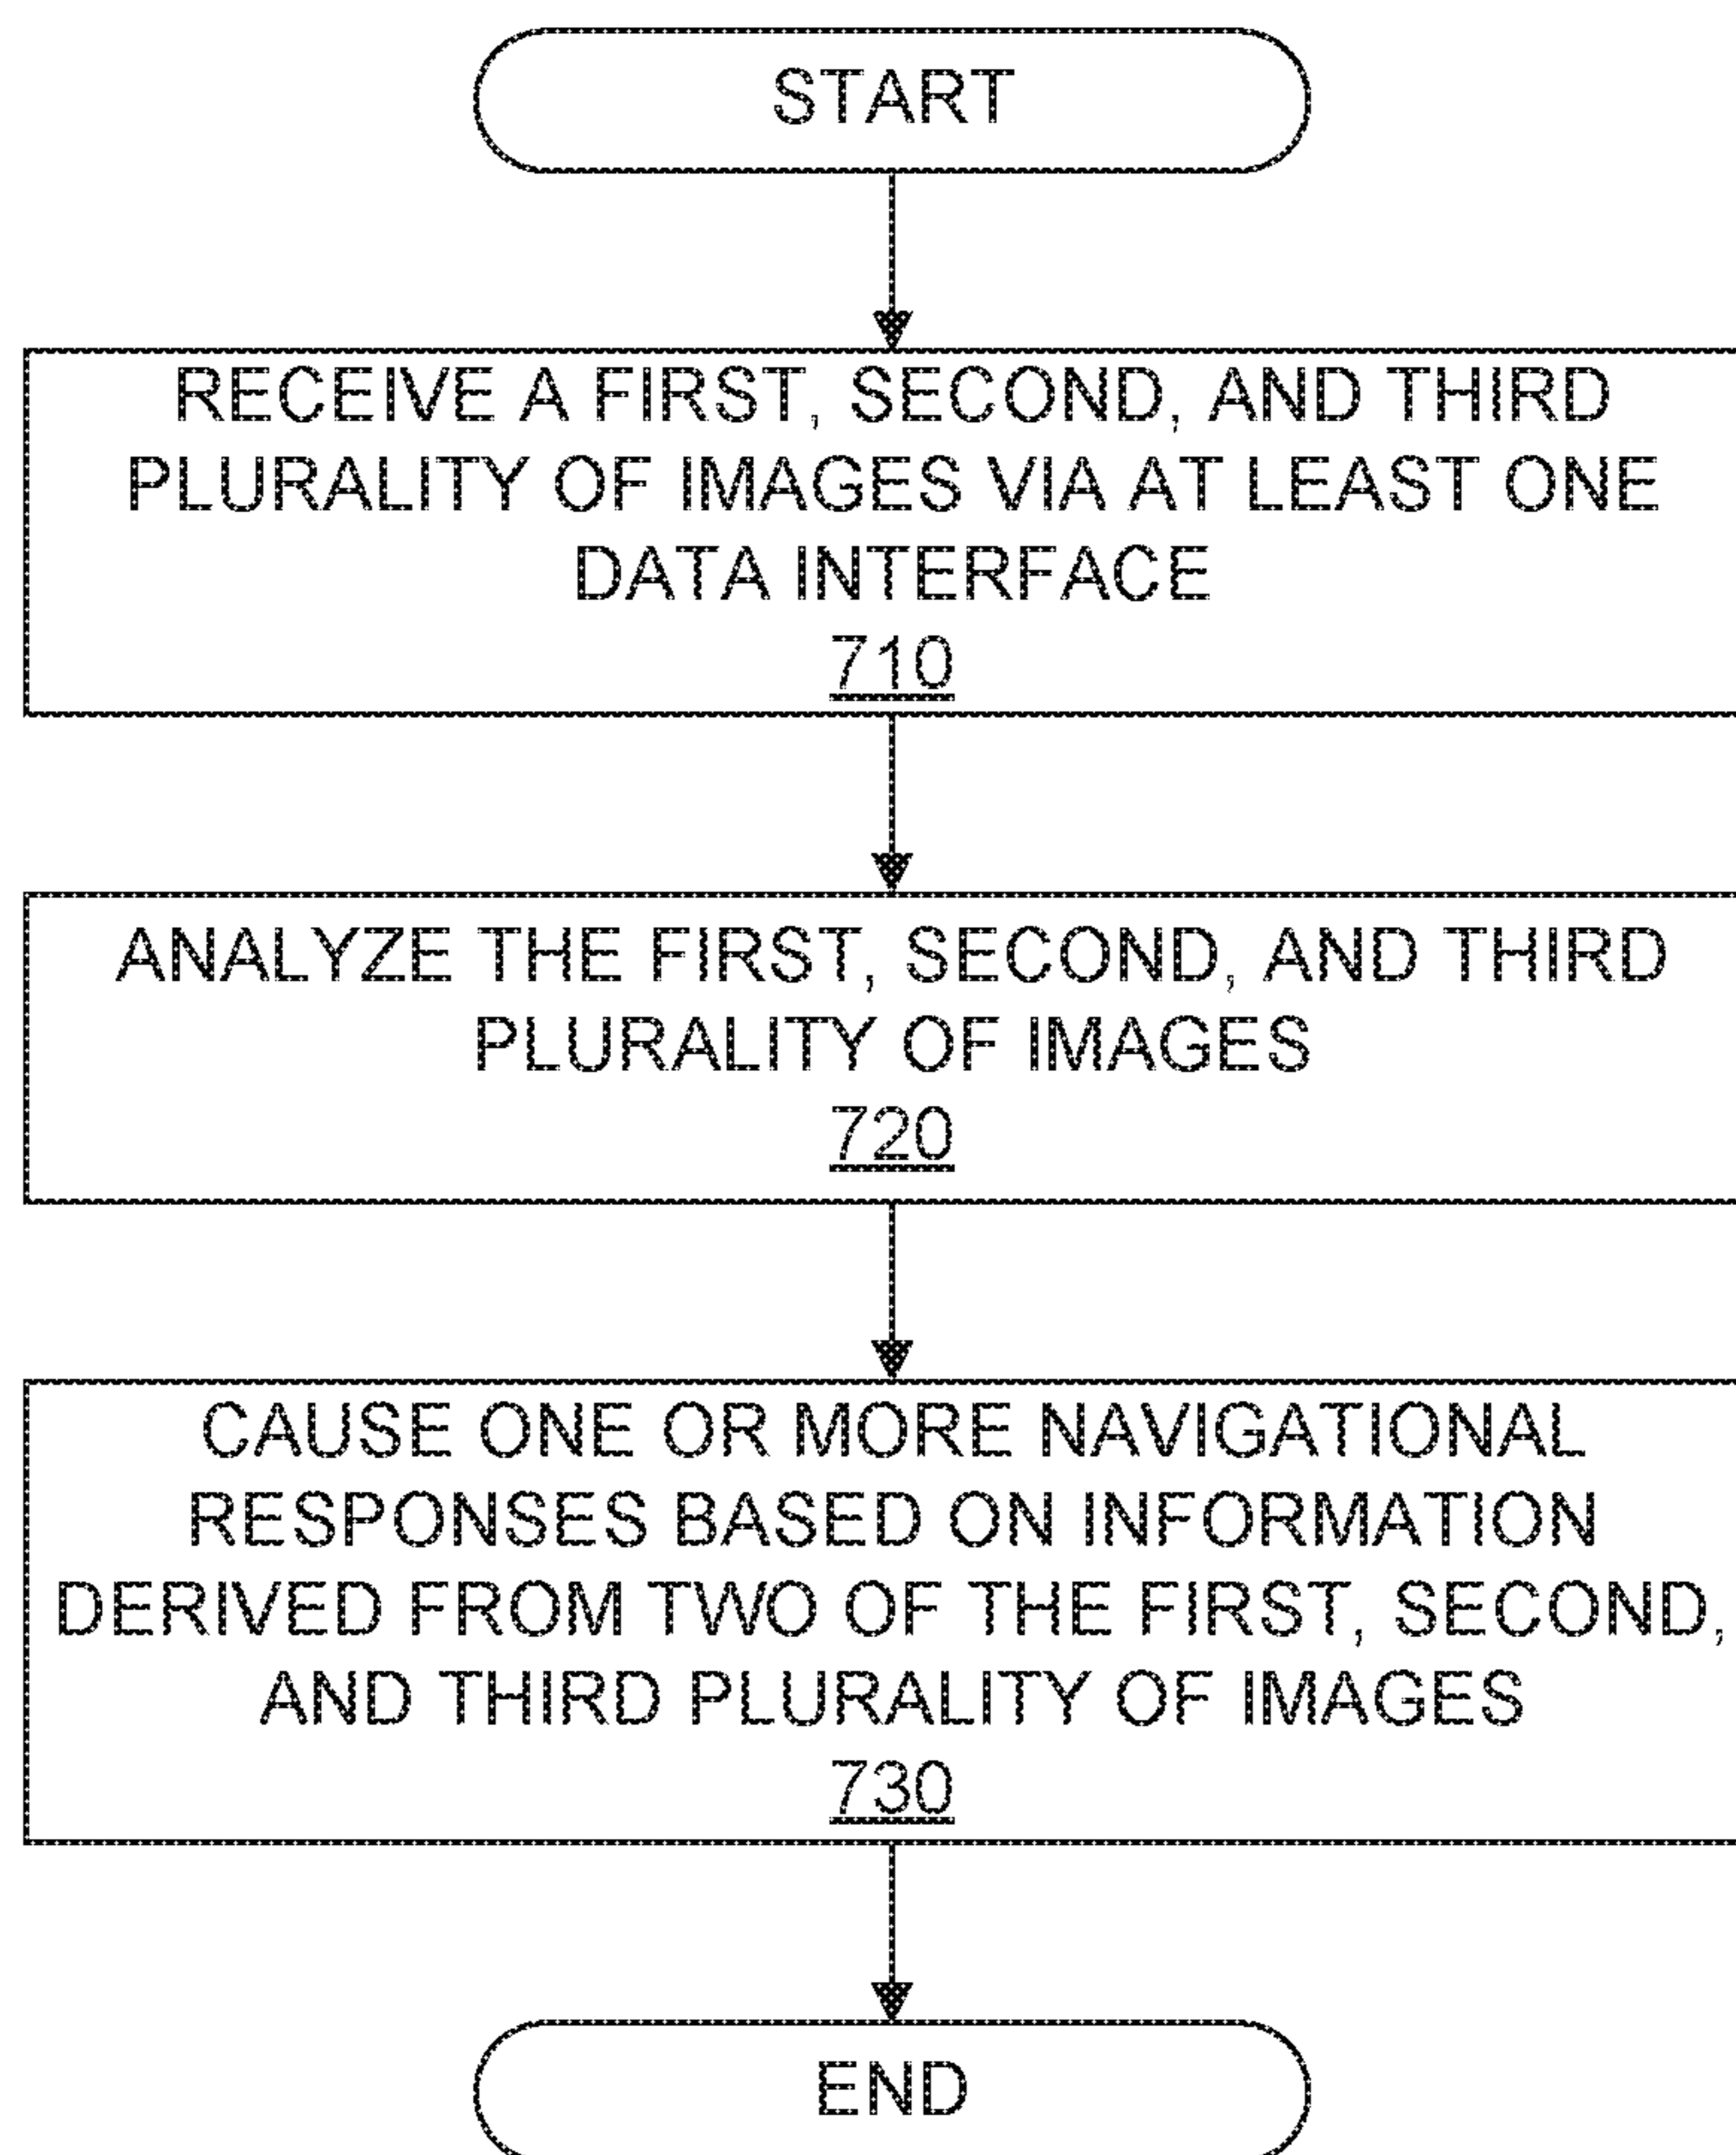 START
RECEIVE A FIRST, SECOND, AND THIRD
PLURALITY OF IMAGES VIA AT LEAST ONE
DATA INTERFACE
710
ANALYZE THE FIRST, SECOND, AND THIRD
PLURALITY OF IMAGES
720
CAUSE ONE OR MORE NAVIGATIONAL
RESPONSES BASED ON INFORMATION
DERIVED FROM TWO OF THE FIRST, SECOND,
AND THIRD PLURALITY OF IMAGES
730
END